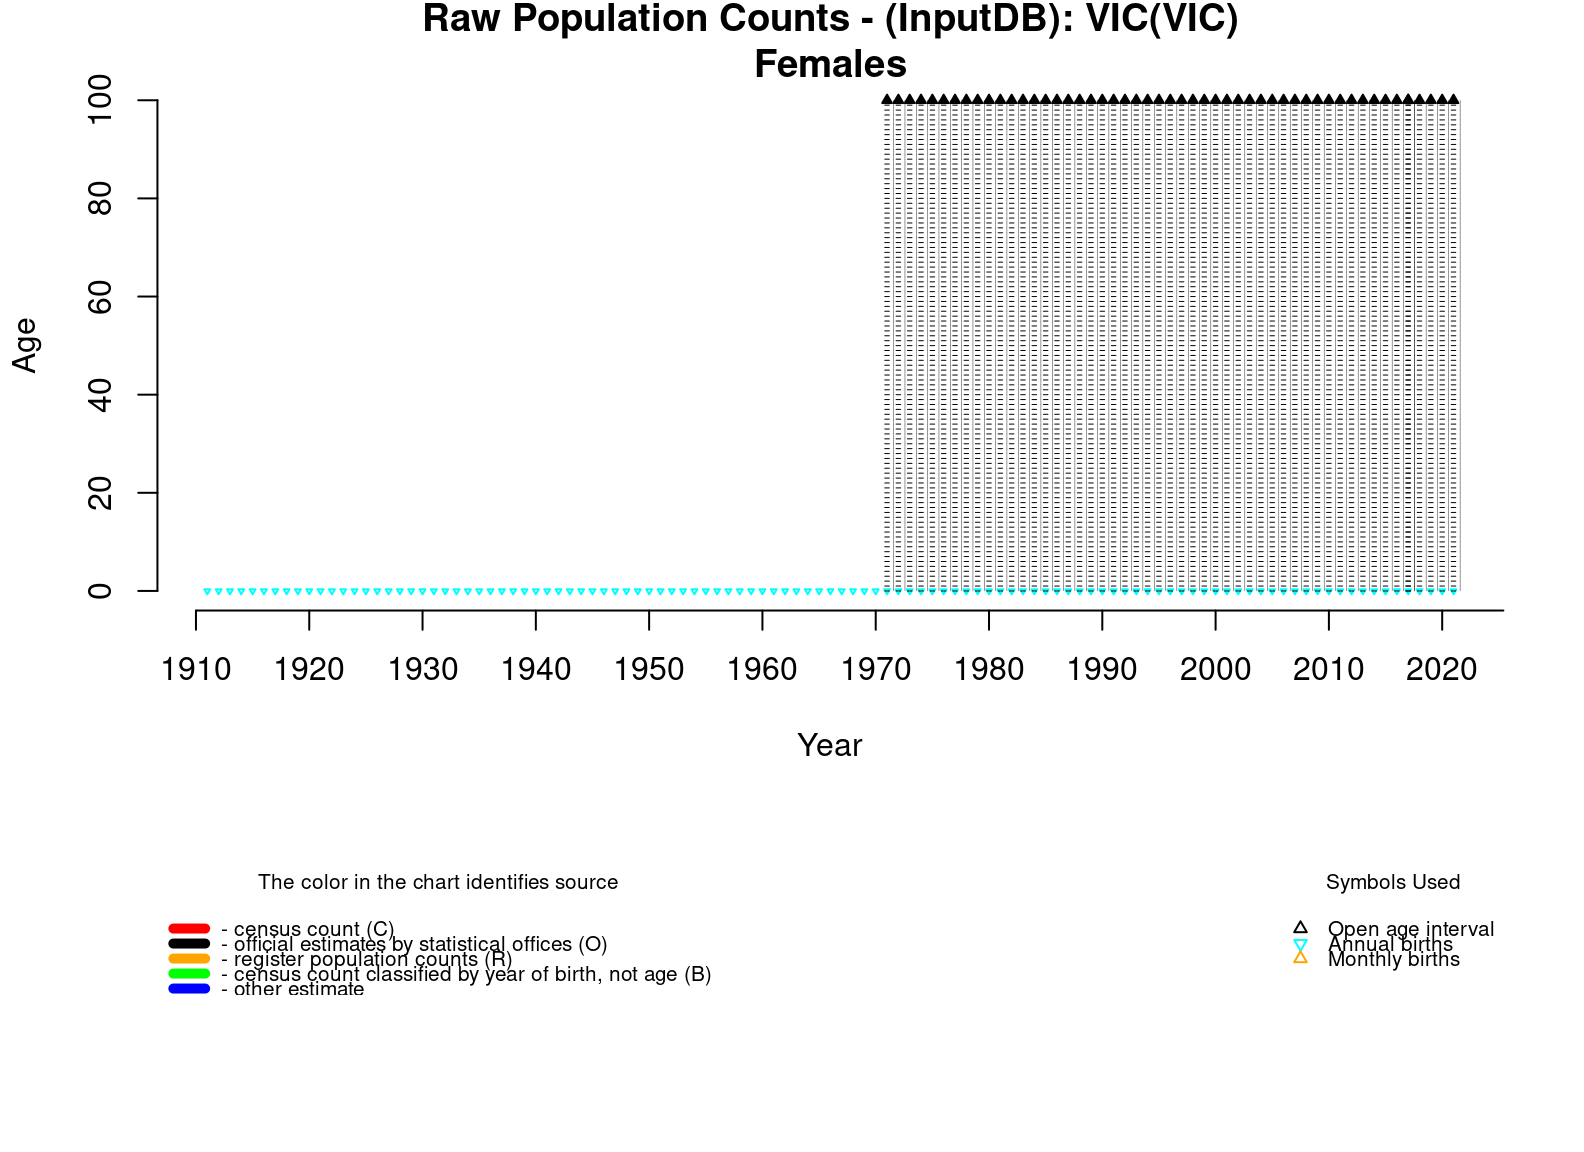 Raw Population Counts - (InputDB): VIC(VIC)
Females
100
80
60
40
20
0
Age
1910 1920 1930 1940 1950 1960 1970 1980 1990 2000 2010 2020
Year
The color in the chart identifies source
- census count (C)
- official estimates by statistical offices (O)
- register population counts (R)
- census count classified by year of birth, not age (B)
- other estimate
Symbols Used
Open age interval
Annual births
Monthly births